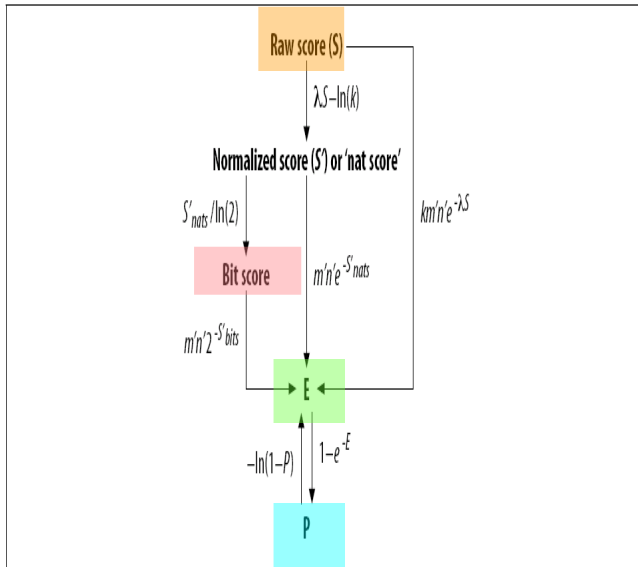 Raw score (S)
λS–ln(k)
Normalized score (S') or 'nat score'
S'nats/ln(2)
km'n'e^-λS
Bit score
m'n'e^-S'nats
m'n'2^-S'bits
E
–ln(1–P)
1–e^-E
P